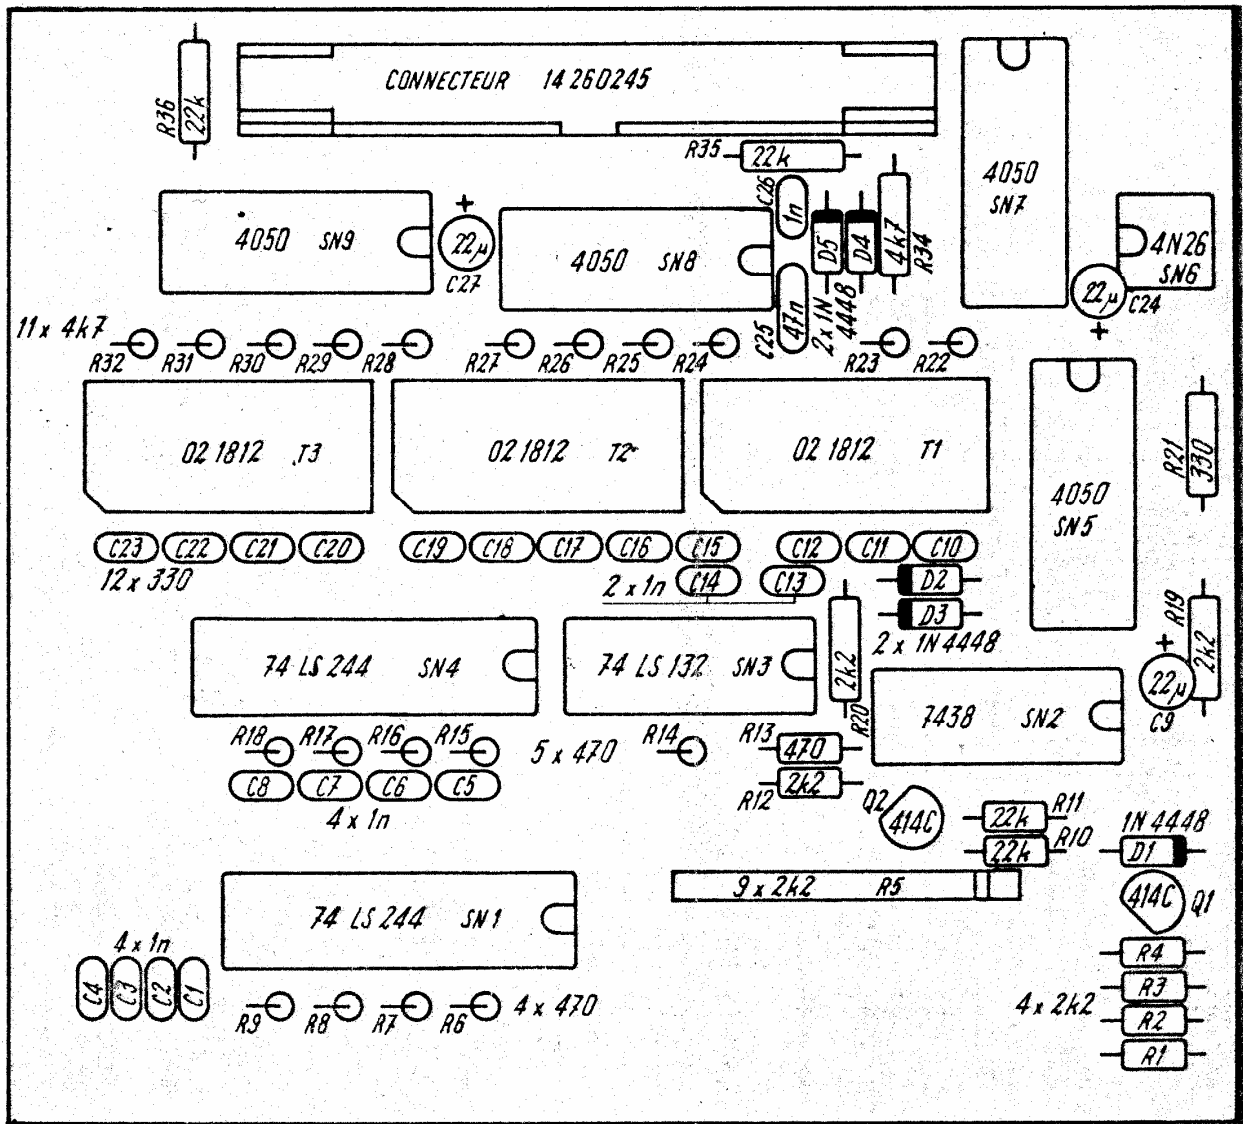 R36
22k
CONNECTEUR 14 26D245
R35
22k
C26
1n
D5
D4
4k7
R34
4050
SN7
4N26
SN6
22µ
C24
+
4050 SN9
+
22µ
C27
4050 SN8
C25
47n
2x 1N
4448
11 x 4k7
R32
R31
R30
R29
R28
R27
R26
R25
R24
R23
R22
02 1812 T3
02 1812 T2
02 1812 T1
4050
SN5
R21
330
C23
C22
C21
C20
C19
C18
C17
C16
C15
C12
C11
C10
12 x 330
2 x 1n
C14
C13
D2
D3
2 x 1N4448
R19
2k2
74 LS 244 SN4
74 LS 132 SN3
2k2
R20
7438 SN2
+
22µ
C9
R18
R17
R16
R15
5 x 470
R14
R13
470
C8
C7
C6
C5
R12
2k2
4 x 1n
Q2
414C
22k
R11
22k
R10
1N4448
D1
9 x 2k2 R5
414C
Q1
74 LS 244 SN1
4 x 1n
C4
C3
C2
C1
R9
R8
R7
R6
4 x 470
4 x 2k2
R4
R3
R2
R1